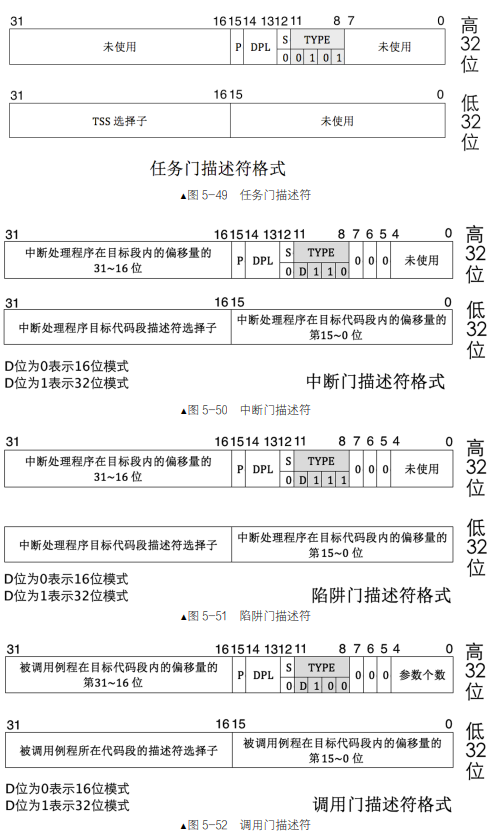 31 16 15 14 13 12 11 8 7 0
未使用 P DPL S TYPE 未使用
0 0 1 0 1
高32位
31 16 15 0
TSS 选择子 未使用
低32位
任务门描述符格式
▲图 5-49 任务门描述符
31 16 15 14 13 12 11 8 7 6 5 4 0
中断处理程序在目标段内的偏移量的
31~16 位
P DPL S TYPE 0 0 0 未使用
0 D 1 1 0
高32位
31 16 15 0
中断处理程序目标代码段描述符选择子
中断处理程序在目标代码段内的偏移量的
第15~0 位
低32位
D位为0表示16位模式
D位为1表示32位模式
中断门描述符格式
▲图 5-50 中断门描述符
31 16 15 14 13 12 11 8 7 6 5 4 0
中断处理程序在目标段内的偏移量的
31~16 位
P DPL S TYPE 0 0 0 未使用
0 D 1 1 1
高32位
中断处理程序目标代码段描述符选择子
中断处理程序在目标代码段内的偏移量的
第15~0 位
低32位
D位为0表示16位模式
D位为1表示32位模式
陷阱门描述符格式
▲图 5-51 陷阱门描述符
31 16 15 14 13 12 11 8 7 6 5 4 0
被调用例程在目标代码段内的偏移量的
第31~16 位
P DPL S TYPE 0 0 0 参数个数
0 D 1 0 0
高32位
31 16 15 0
被调用例程所在代码段的描述符选择子
被调用例程在目标代码段内的偏移量的
第15~0 位
低32位
D位为0表示16位模式
D位为1表示32位模式
调用门描述符格式
▲图 5-52 调用门描述符